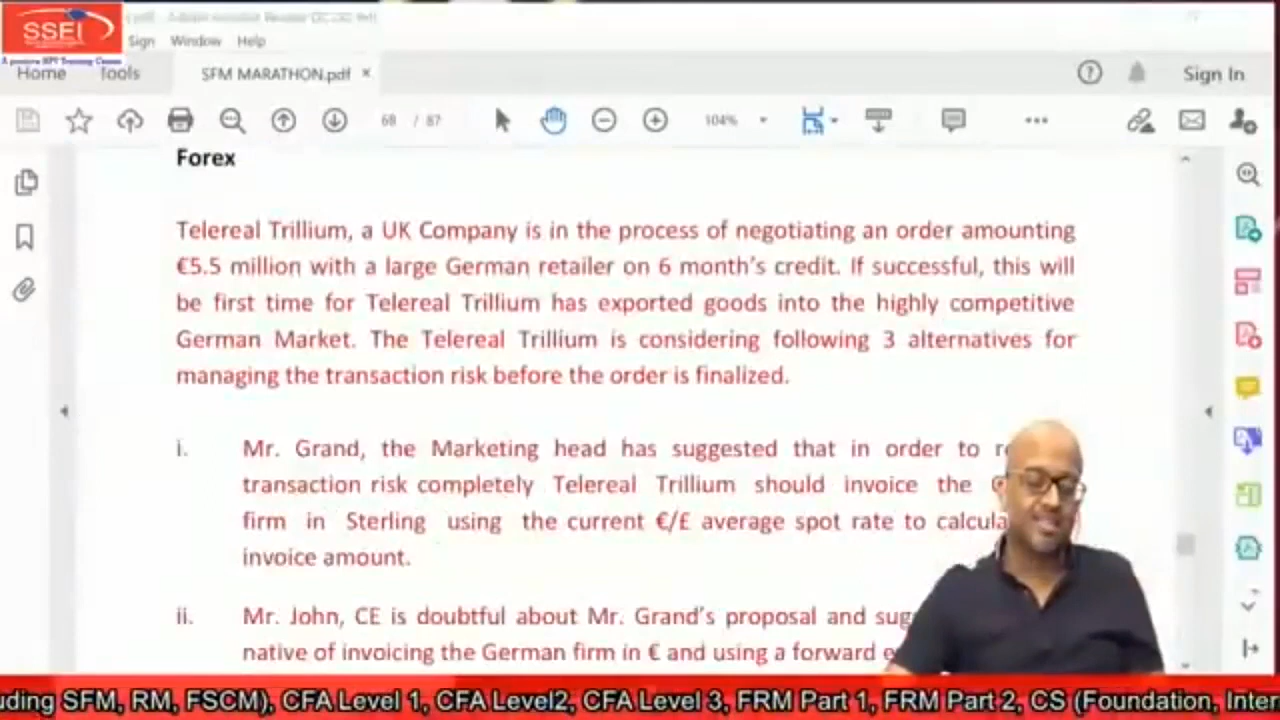 SSEI
Sign Window Help
Home Tools SFM MARATHON.pdf × Sign In
68 / 87 104%
Forex
Telereal Trillium, a UK Company is in the process of negotiating an order amounting
€5.5 million with a large German retailer on 6 month's credit. If successful, this will
be first time for Telereal Trillium has exported goods into the highly competitive
German Market. The Telereal Trillium is considering following 3 alternatives for
managing the transaction risk before the order is finalized.
i. Mr. Grand, the Marketing head has suggested that in order to
transaction risk completely Telereal Trillium should invoice the
firm in Sterling using the current €/£ average spot rate to calcula
invoice amount.
ii. Mr. John, CE is doubtful about Mr. Grand's proposal and sug
native of invoicing the German firm in € and using a forward e
uding SFM, RM, FSCM), CFA Level 1, CFA Level2, CFA Level 3, FRM Part 1, FRM Part 2, CS (Foundation, Inter